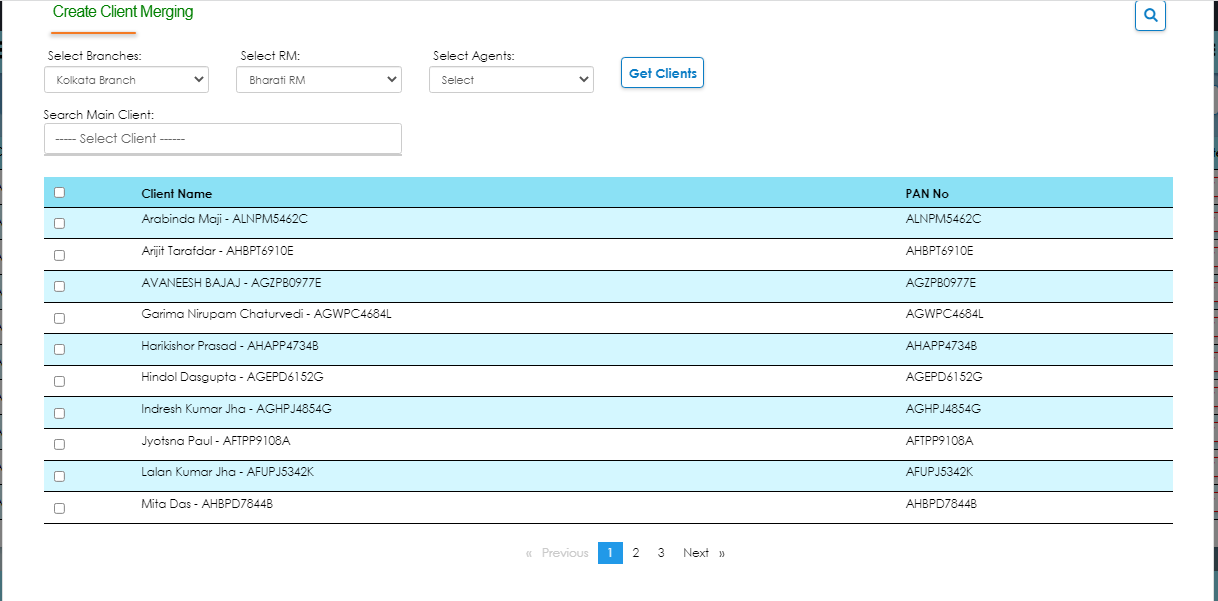 Create Client Merging
Select Branches: Select RM: Select Agents:
Kolkata Branch Bharati RM Select Get Clients
Search Main Client:
----- Select Client ------
Client Name PAN No
Arabinda Maji - ALNPM5462C ALNPM5462C
Arijit Tarafdar - AHBPT6910E AHBPT6910E
AVANEESH BAJAJ - AGZPB0977E AGZPB0977E
Garima Nirupam Chaturvedi - AGWPC4684L AGWPC4684L
Harikishor Prasad - AHAPP4734B AHAPP4734B
Hindol Dasgupta - AGEPD6152G AGEPD6152G
Indresh Kumar Jha - AGHPJ4854G AGHPJ4854G
Jyotsna Paul - AFTPP9108A AFTPP9108A
Lalan Kumar Jha - AFUPJ5342K AFUPJ5342K
Mita Das - AHBPD7844B AHBPD7844B
« Previous 1 2 3 Next »